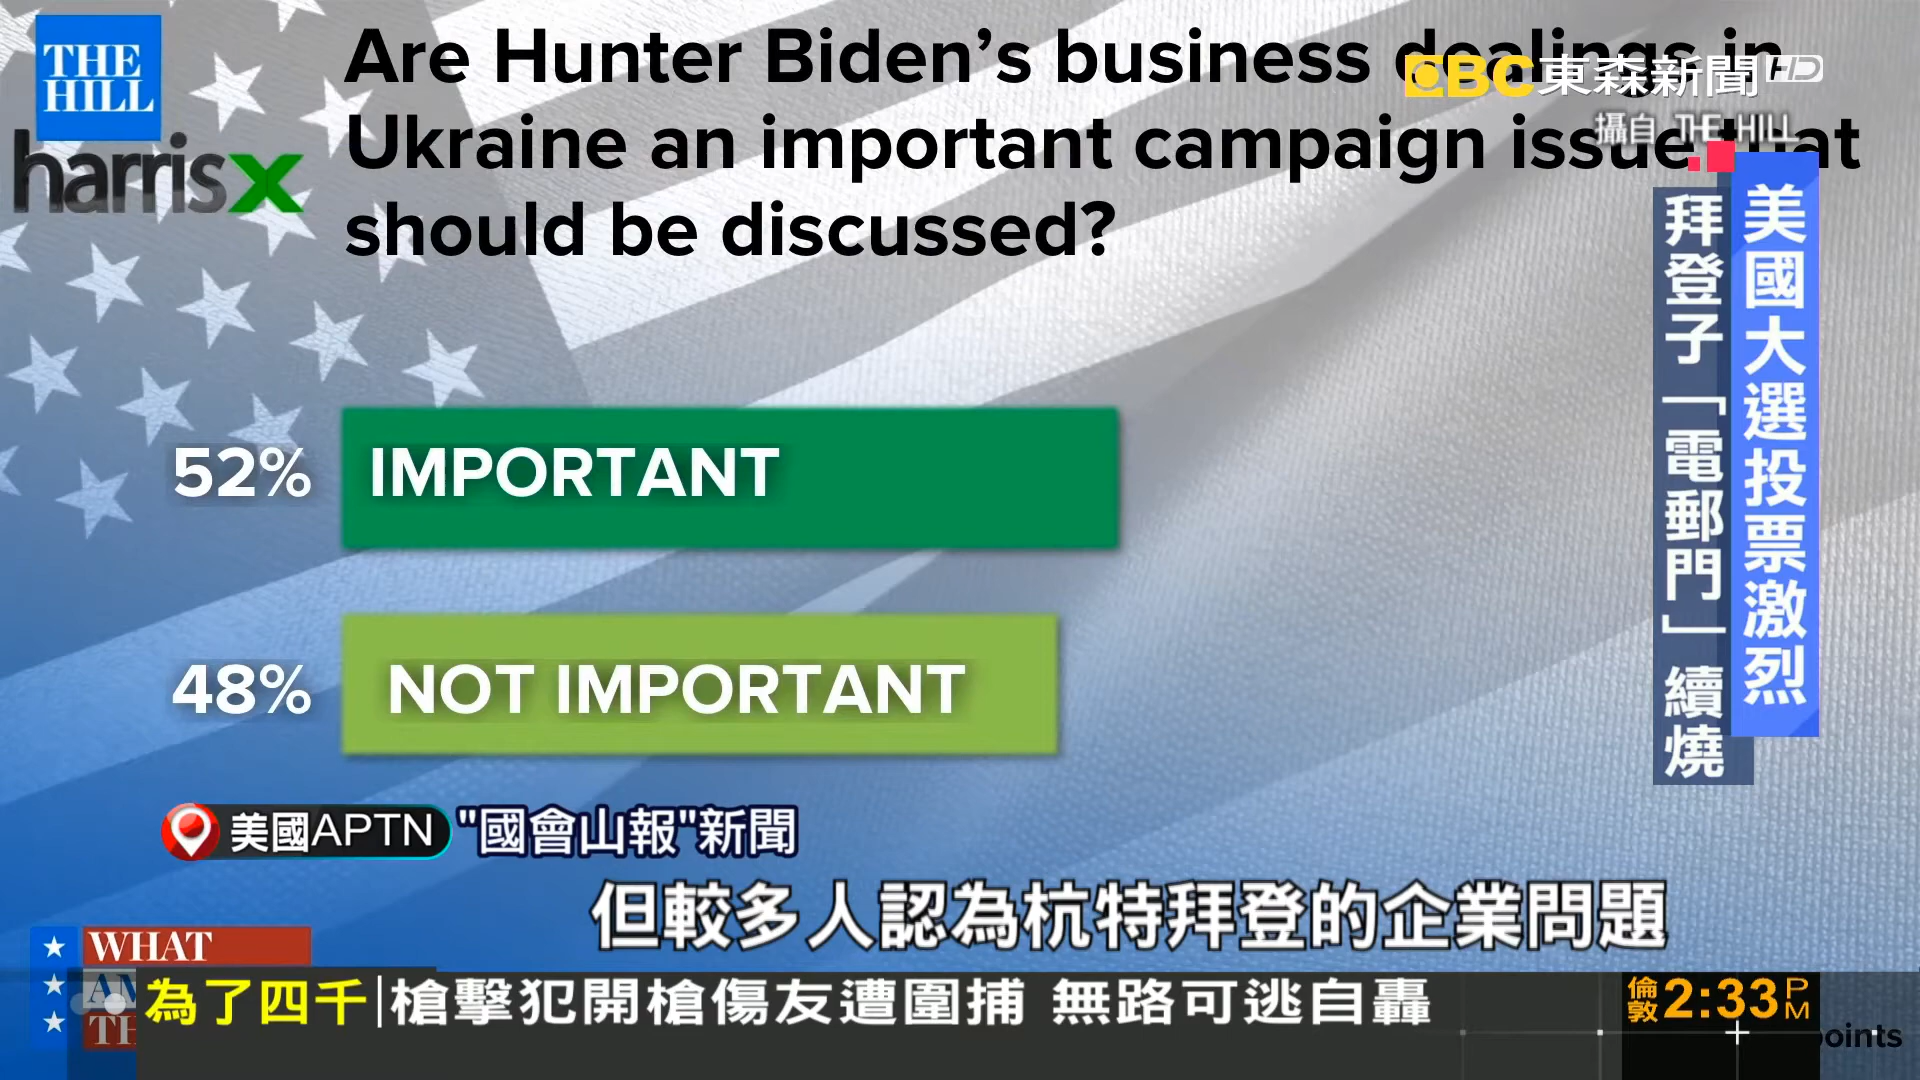 THE
HILL
harrisx
Are Hunter Biden's business dealings in
Ukraine an important campaign issue that
should be discussed?
EBC東森新聞 HD
攝自 THE HILL
美國大選投票激烈
拜登子「電郵門」續燒
52% IMPORTANT
48% NOT IMPORTANT
美國APTN "國會山報"新聞
但較多人認為杭特拜登的企業問題
WHAT
為了四千|槍擊犯開槍傷友遭圍捕 無路可逃自轟
倫敦 2:33 PM
points